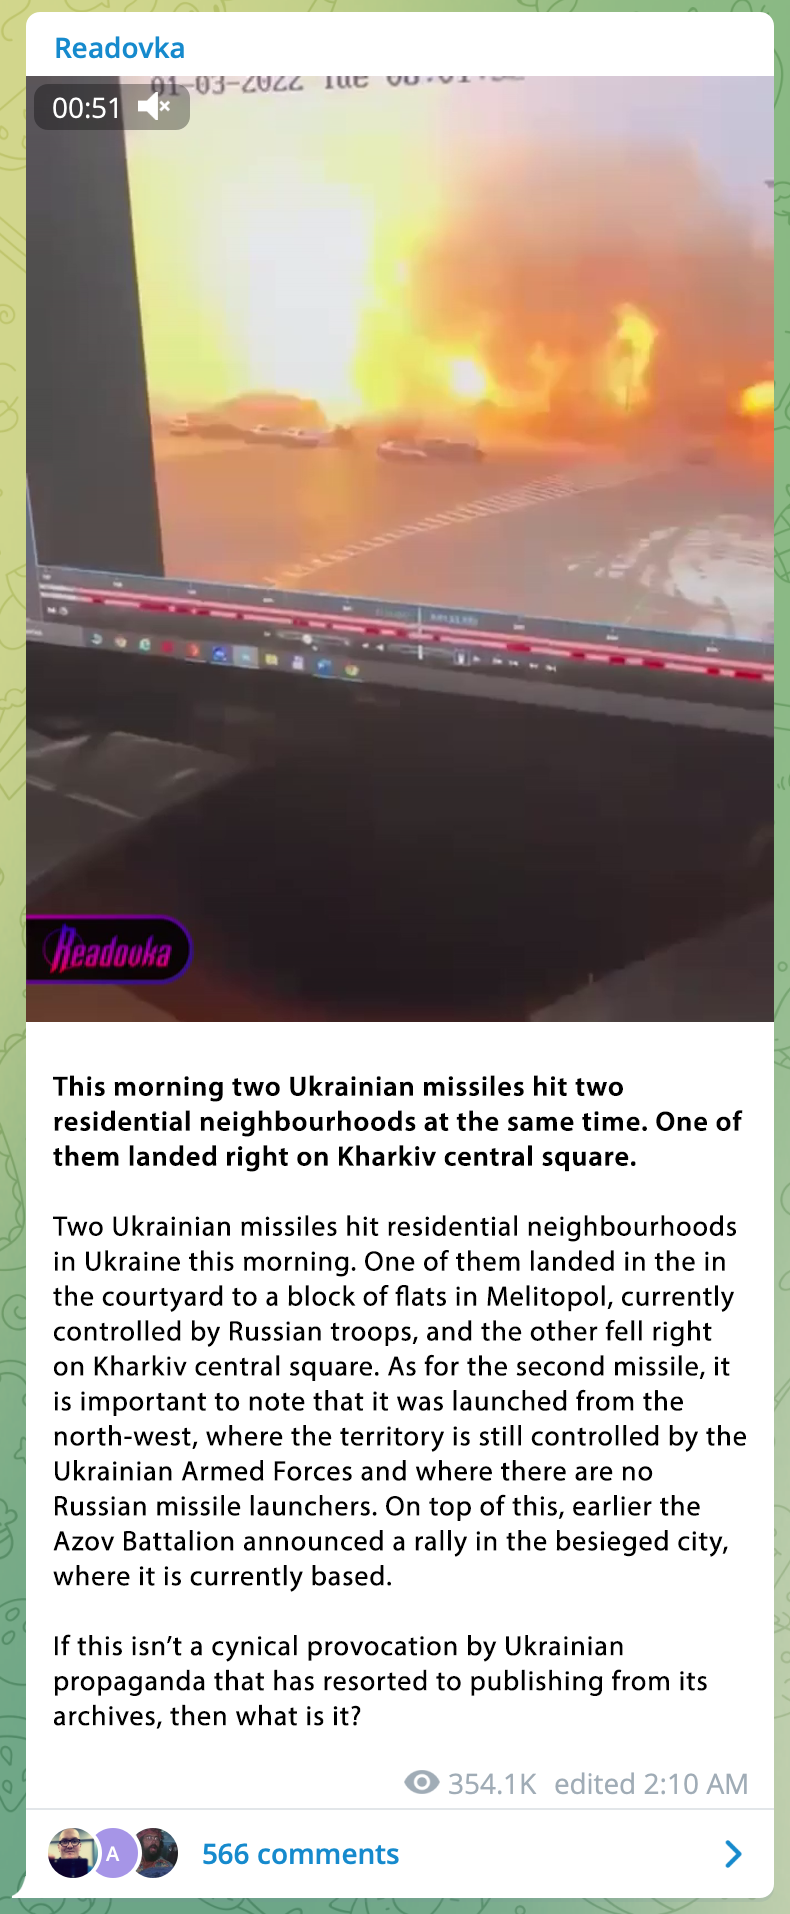 Readovka
01-03-2022 Tue
00:51
Readovka
This morning two Ukrainian missiles hit two
residential neighbourhoods at the same time. One of
them landed right on Kharkiv central square.
Two Ukrainian missiles hit residential neighbourhoods
in Ukraine this morning. One of them landed in the in
the courtyard to a block of flats in Melitopol, currently
controlled by Russian troops, and the other fell right
on Kharkiv central square. As for the second missile, it
is important to note that it was launched from the
north-west, where the territory is still controlled by the
Ukrainian Armed Forces and where there are no
Russian missile launchers. On top of this, earlier the
Azov Battalion announced a rally in the besieged city,
where it is currently based.
If this isn’t a cynical provocation by Ukrainian
propaganda that has resorted to publishing from its
archives, then what is it?
354.1K edited 2:10 AM
A
566 comments